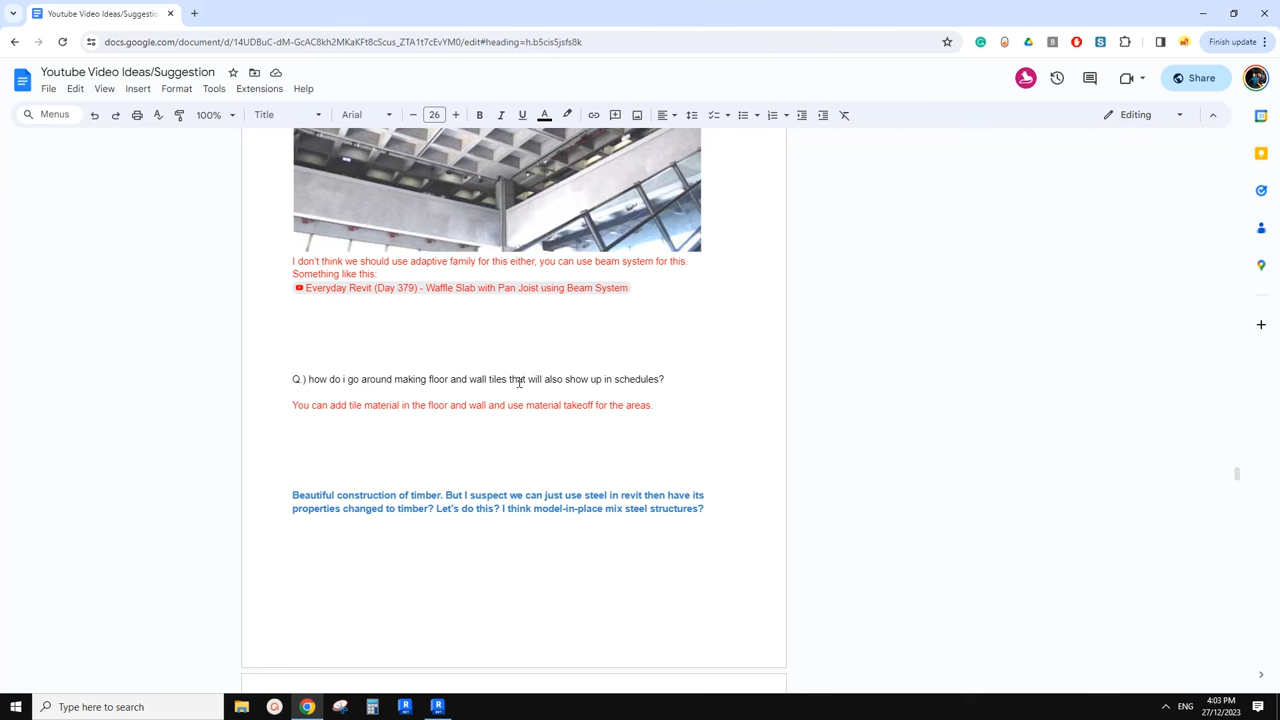 Youtube Video Ideas/Suggestio
docs.google.com/document/d/14UDBuC-dM-GcAC8kh2MKaKFt8cScus_ZTA1t7cEvYM0/edit#heading=h.b5cis5jsfs8k
Finish update
Youtube Video Ideas/Suggestion
File Edit View Insert Format Tools Extensions Help
Share
Menus 100% Title Arial 26 B I U A Editing
I don't think we should use adaptive family for this either, you can use beam system for this.
Something like this:
Everyday Revit (Day 379) - Waffle Slab with Pan Joist using Beam System
Q.) how do i go around making floor and wall tiles that will also show up in schedules?
You can add tile material in the floor and wall and use material takeoff for the areas.
Beautiful construction of timber. But I suspect we can just use steel in revit then have its
properties changed to timber? Let's do this? I think model-in-place mix steel structures?
Type here to search
ENG
4:03 PM
27/12/2023